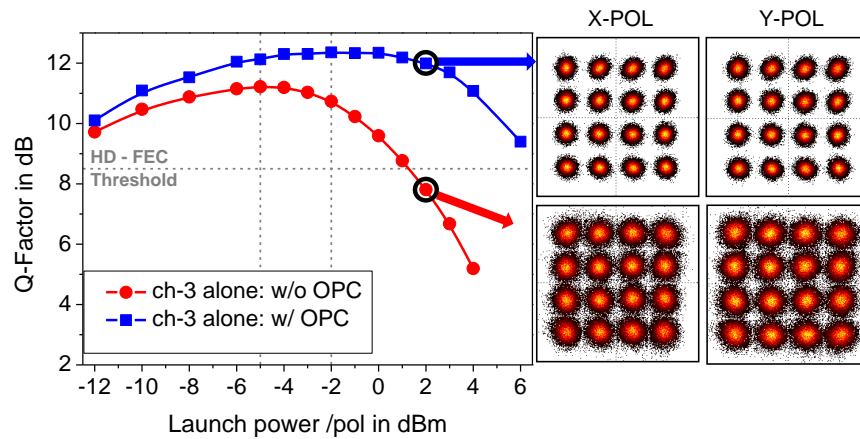 X-POL
Y-POL
12
10
8
6
4
2
Q-Factor in dB
HD - FEC
Threshold
ch-3 alone: w/o OPC
ch-3 alone: w/ OPC
-12 -10 -8 -6 -4 -2 0 2 4 6
Launch power /pol in dBm